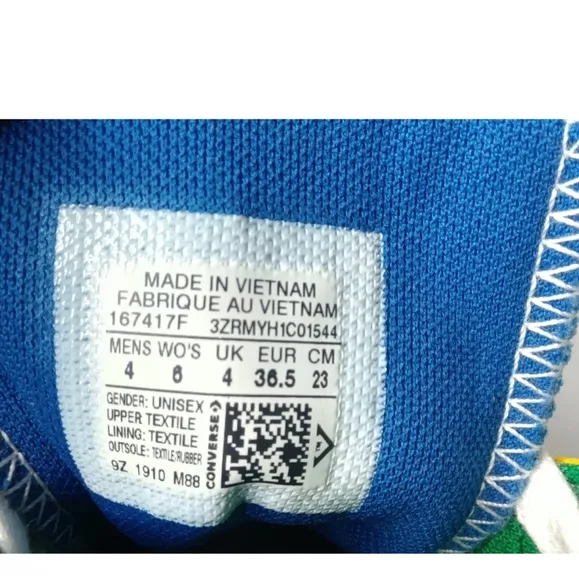 MADE IN VIETNAM
FABRIQUE AU VIETNAM
167417F 3ZRMYH1C01544
MENS WO'S UK EUR CM
4 6 4 36.5 23
GENDER: UNISEX
UPPER TEXTILE
LINING: TEXTILE
OUTSOLE: TEXTILE/RUBBER
9Z 1910 M88
CONVERSE